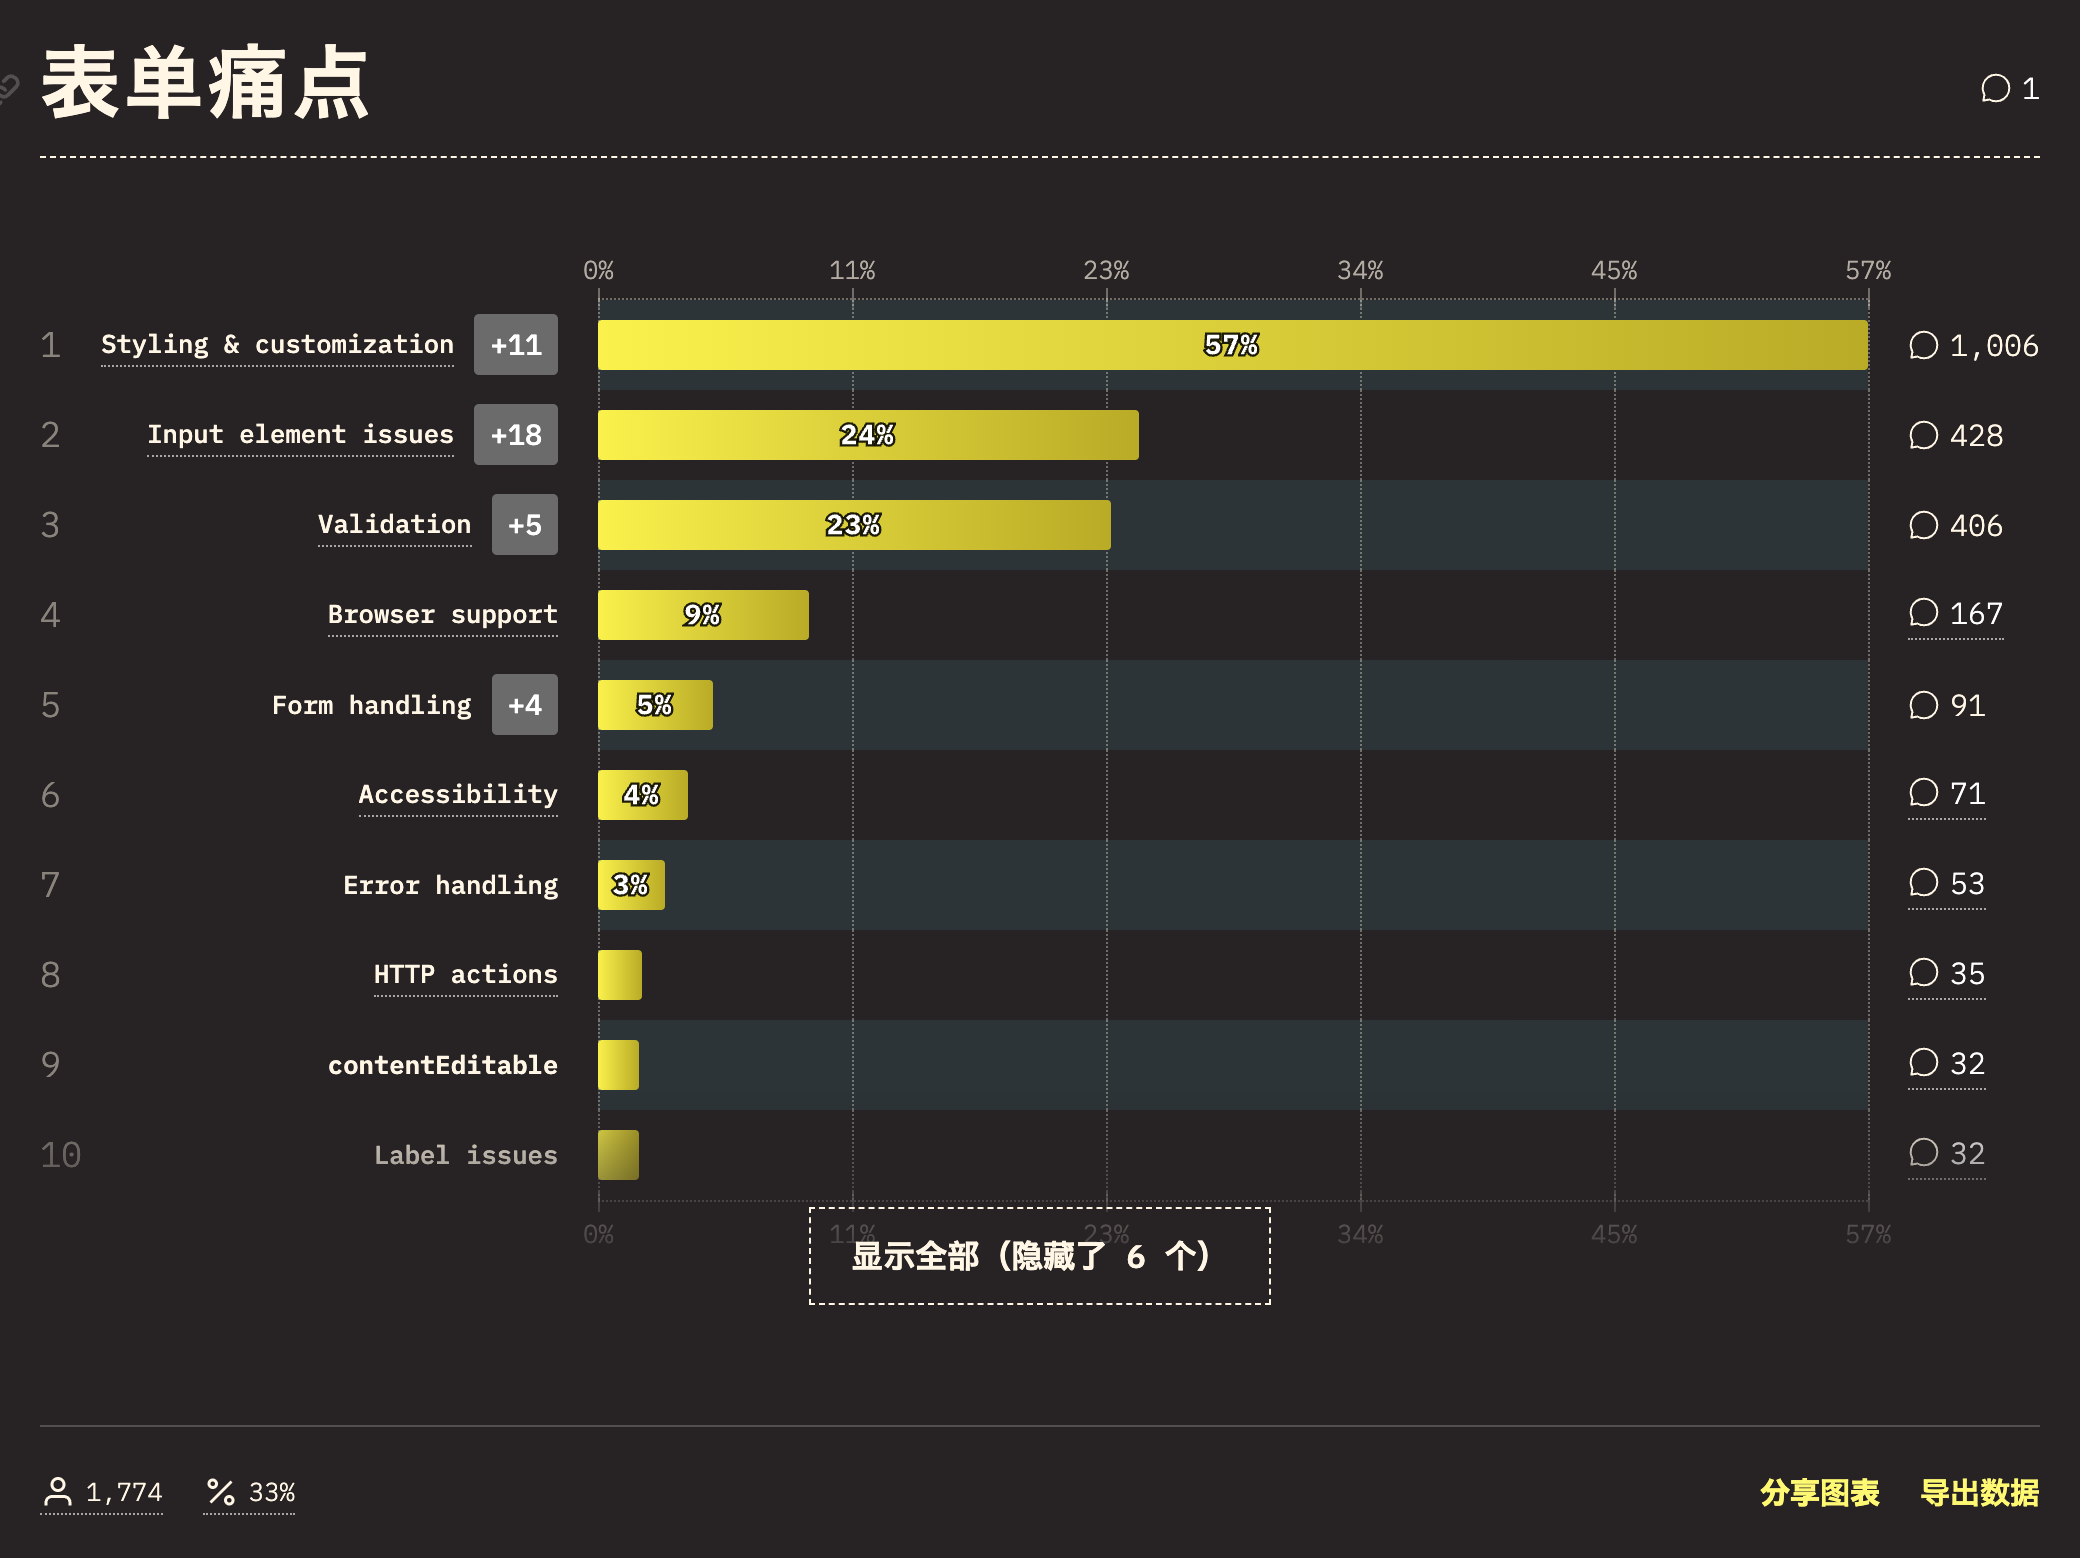 表单痛点
1
0% 11% 23% 34% 45% 57%
1 Styling & customization +11 57% 1,006
2 Input element issues +18 24% 428
3 Validation +5 23% 406
4 Browser support 9% 167
5 Form handling +4 5% 91
6 Accessibility 4% 71
7 Error handling 3% 53
8 HTTP actions 35
9 contentEditable 32
10 Label issues 32
0% 11% 23% 34% 45% 57%
显示全部（隐藏了 6 个）
1,774 33% 分享图表 导出数据